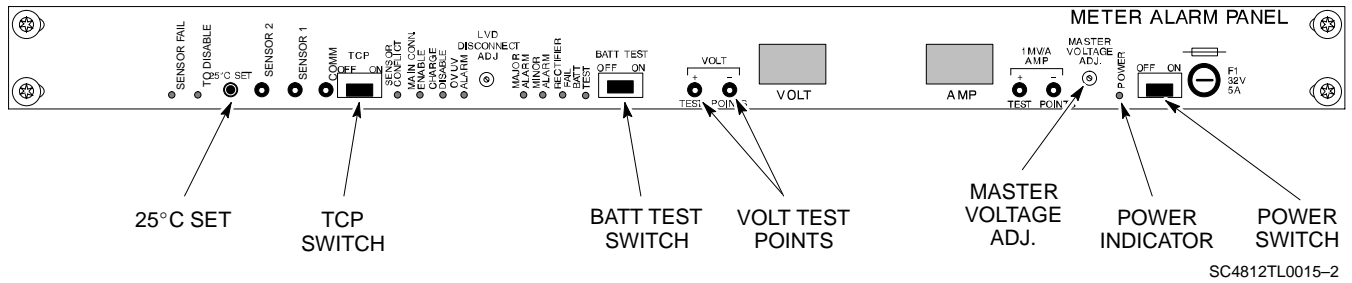 METER ALARM PANEL
SENSOR FAIL
TO DISABLE
25°C SET
SENSOR 2
SENSOR 1
COMM
TCP
OFF ON
SENSOR
CONFLICT
MAIN CONN.
ENABLE
CHARGE
DISABLE
OV UV
ALARM
LVD
DISCONNECT
ADJ
MAJOR
ALARM
MINOR
ALARM
RECTIFIER
FAIL
BATT
TEST
BATT TEST
OFF ON
VOLT
+ –
TEST POINTS
VOLT
AMP
1MV/A
AMP
+ –
TEST POINTS
MASTER
VOLTAGE
ADJ.
POWER
OFF ON
F1
32V
5A
25°C SET
TCP
SWITCH
BATT TEST
SWITCH
VOLT TEST
POINTS
MASTER
VOLTAGE
ADJ.
POWER
INDICATOR
POWER
SWITCH
SC4812TL0015–2